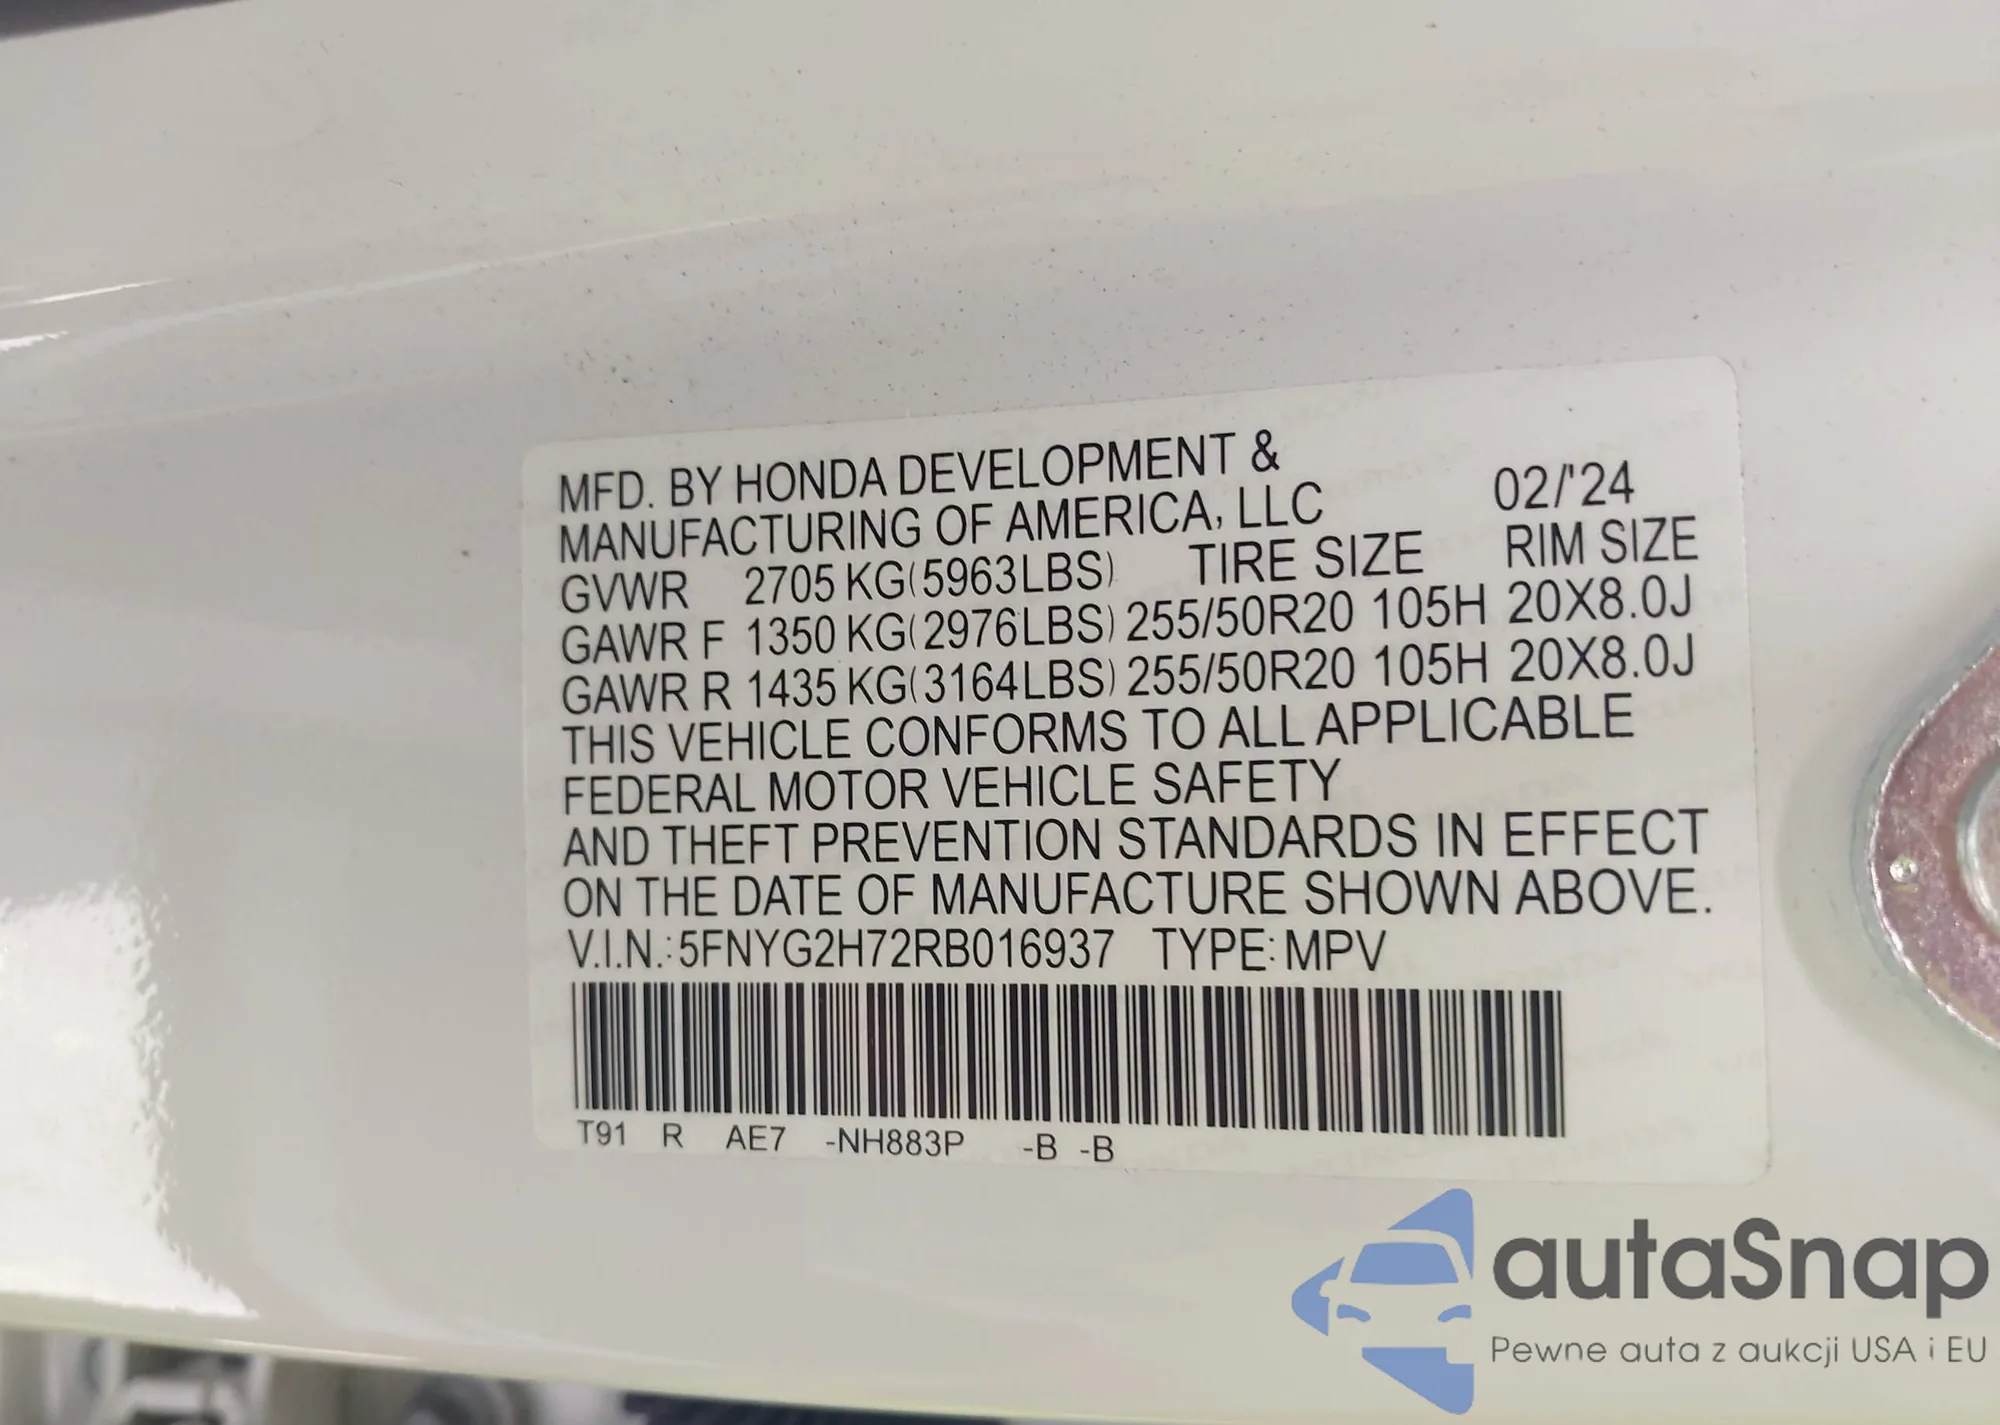 MFD. BY HONDA DEVELOPMENT &
MANUFACTURING OF AMERICA, LLC 02/'24
GVWR 2705 KG(5963LBS) TIRE SIZE RIM SIZE
GAWR F 1350 KG(2976LBS) 255/50R20 105H 20X8.0J
GAWR R 1435 KG(3164LBS) 255/50R20 105H 20X8.0J
THIS VEHICLE CONFORMS TO ALL APPLICABLE
FEDERAL MOTOR VEHICLE SAFETY
AND THEFT PREVENTION STANDARDS IN EFFECT
ON THE DATE OF MANUFACTURE SHOWN ABOVE.
V.I.N.:5FNYG2H72RB016937 TYPE: MPV
T91 R AE7 -NH883P -B -B
autaSnap
Pewne auta z aukcji USA i EU